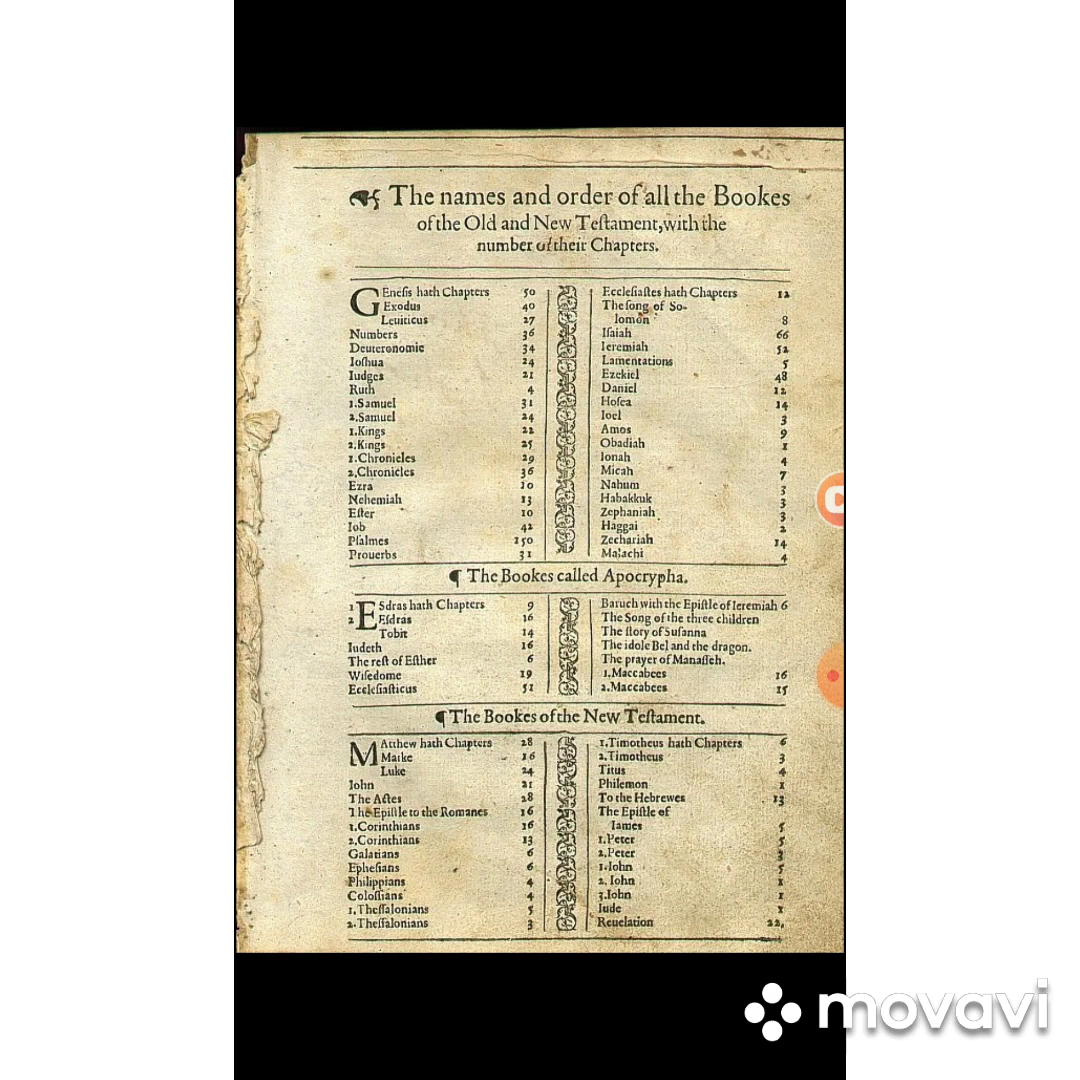 The names and order of all the Bookes
of the Old and New Testament, with the
number of their Chapters.
GEnesis hath Chapters 50
Exodus 40
Leuiticus 27
Numbers 36
Deuteronomie 34
Ioshua 24
Iudges 21
Ruth 4
1.Samuel 31
2.Samuel 24
1.Kings 22
2.Kings 25
1.Chronicles 29
2.Chronicles 36
Ezra 10
Nehemiah 13
Ester 10
Iob 42
Psalmes 150
Prouerbs 31
Ecclesiastes hath Chapters 12
The song of So-
lomon 8
Isaiah 66
Ieremiah 52
Lamentations 5
Ezekiel 48
Daniel 12
Hosea 14
Ioel 3
Amos 9
Obadiah 1
Ionah 4
Micah 7
Nahum 3
Habakkuk 3
Zephaniah 3
Haggai 2
Zechariah 14
Malachi 4
¶ The Bookes called Apocrypha.
1 ESdras hath Chapters 9
2 Esdras 16
Tobit 14
Iudeth 16
The rest of Esther 6
Wisedome 19
Ecclesiasticus 51
Baruch with the Epistle of Ieremiah 6
The Song of the three children
The story of Susanna
The idole Bel and the dragon.
The prayer of Manasseh.
1.Maccabees 16
2.Maccabees 15
¶ The Bookes of the New Testament.
MAtthew hath Chapters 28
Marke 16
Luke 24
Iohn 21
The Actes 28
The Epistle to the Romanes 16
1.Corinthians 16
2.Corinthians 13
Galatians 6
Ephesians 6
Philippians 4
Colossians 4
1.Thessalonians 5
2.Thessalonians 3
1.Timotheus hath Chapters 6
2.Timotheus 3
Titus 4
Philemon 1
To the Hebrewes 13
The Epistle of
Iames 5
1.Peter 5
2.Peter 3
1.Iohn 5
2.Iohn 1
3.Iohn 1
Iude 1
Reuelation 22.
movavi